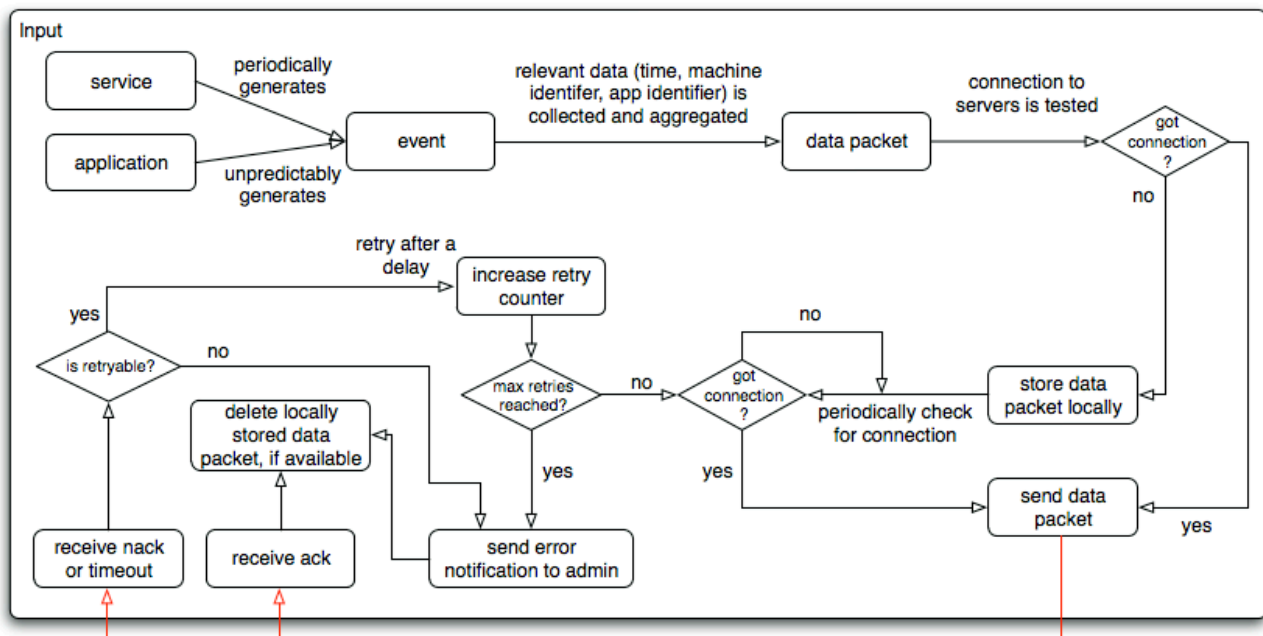 Input
service
periodically
generates
application
unpredictably
generates
event
relevant data (time, machine
identifer, app identifier) is
collected and aggregated
data packet
connection to
servers is tested
got
connection
?
no
yes
retry after a
delay
increase retry
counter
yes
is retryable?
no
max retries
reached?
no
yes
got
connection
?
no
periodically check
for connection
yes
store data
packet locally
send data
packet
delete locally
stored data
packet, if available
receive nack
or timeout
receive ack
send error
notification to admin